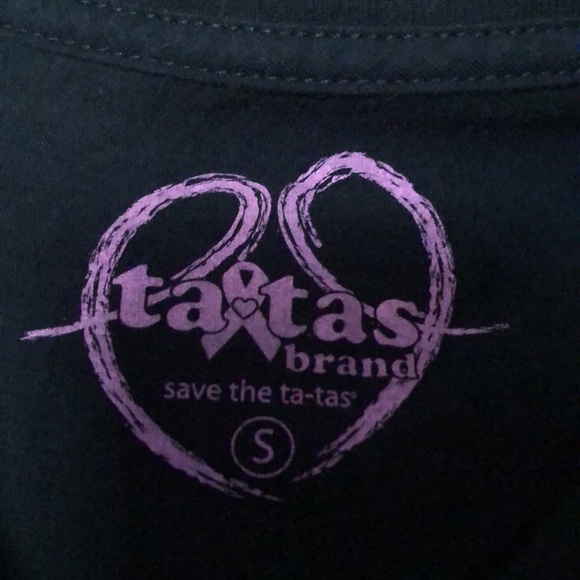 ta-tas
brand
save the ta-tas®
S